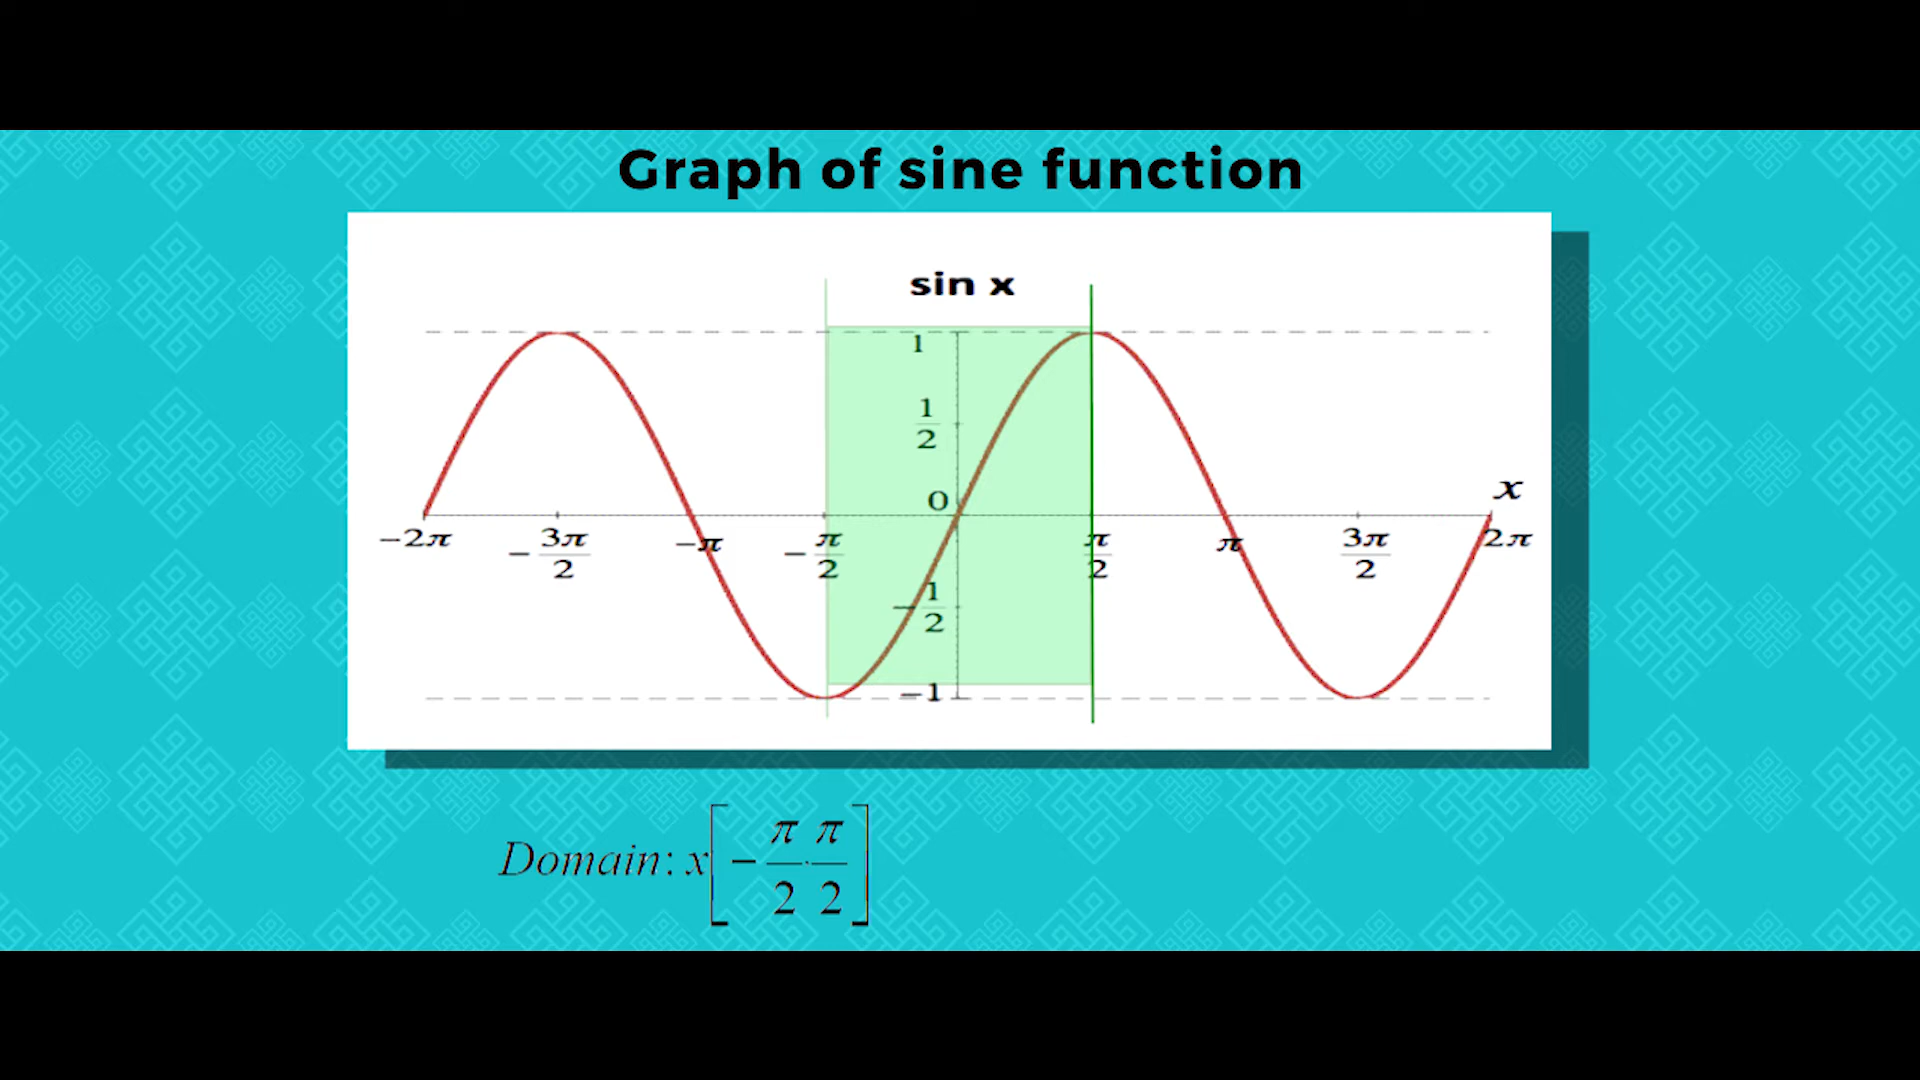 Graph of sine function
sin x
1
1/2
0
x
−2π −3π/2 −π −π/2 π/2 π 3π/2 2π
−1/2
−1
Domain: x[−π/2 . π/2]